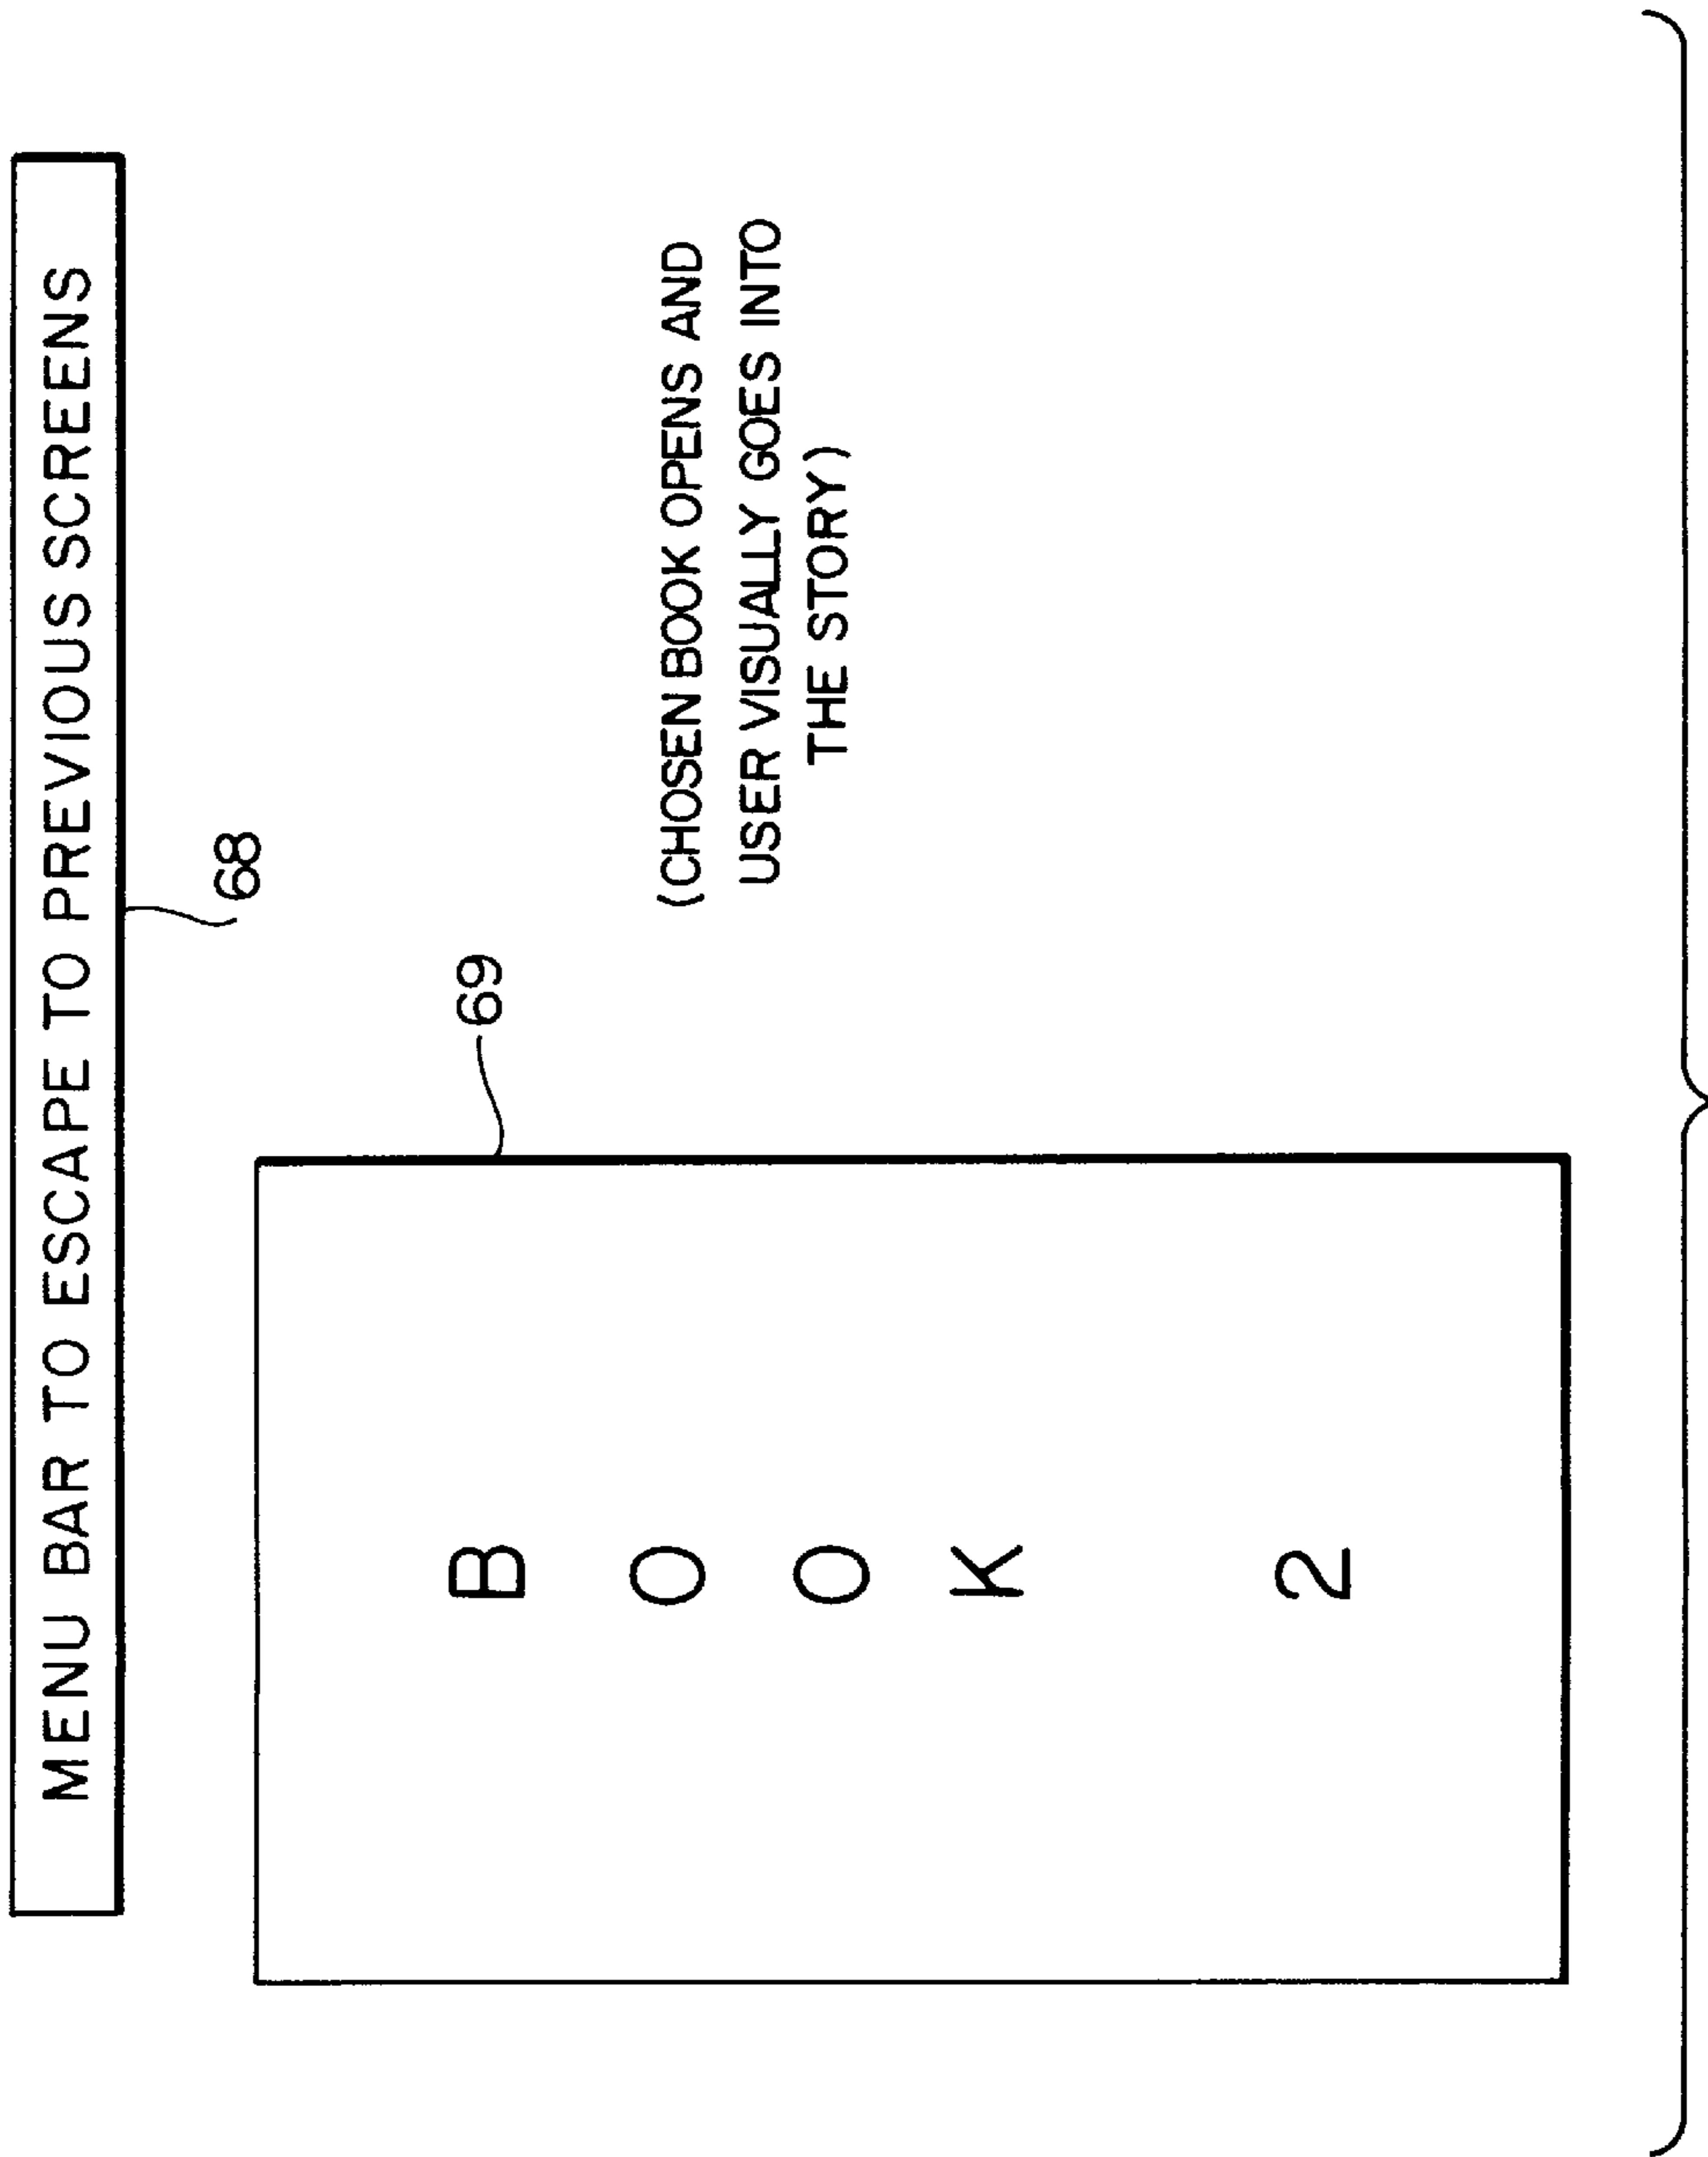 MENU BAR TO ESCAPE TO PREVIOUS SCREENS
68
69
(CHOSEN BOOK OPENS AND
USER VISUALLY GOES INTO
THE STORY)
B
O
O
K
2